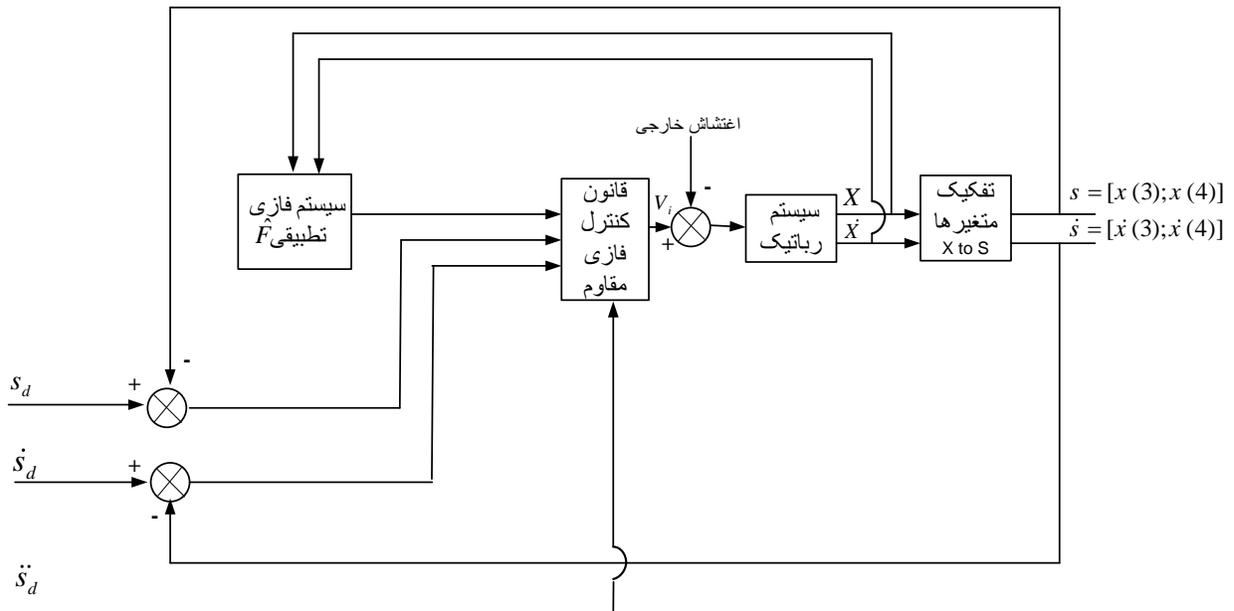 اغتشاش خارجی
سیستم فازی
تطبیقی F̂
قانون
کنترل
فازی
مقاوم
V_i
-
+
سیستم
رباتیک
X
Ẋ
تفکیک
متغیرها
X to S
s = [x (3); x (4)]
ṡ = [ẋ (3); ẋ (4)]
-
s_d
+
ṡ_d
+
-
s̈_d